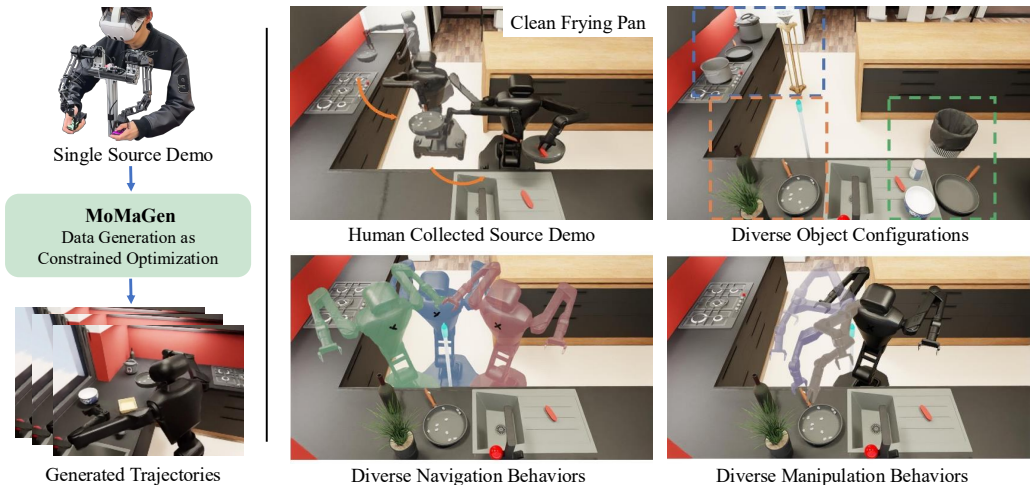 Single Source Demo
MoMaGen
Data Generation as
Constrained Optimization
Generated Trajectories
Clean Frying Pan
Human Collected Source Demo
Diverse Object Configurations
Diverse Navigation Behaviors
Diverse Manipulation Behaviors